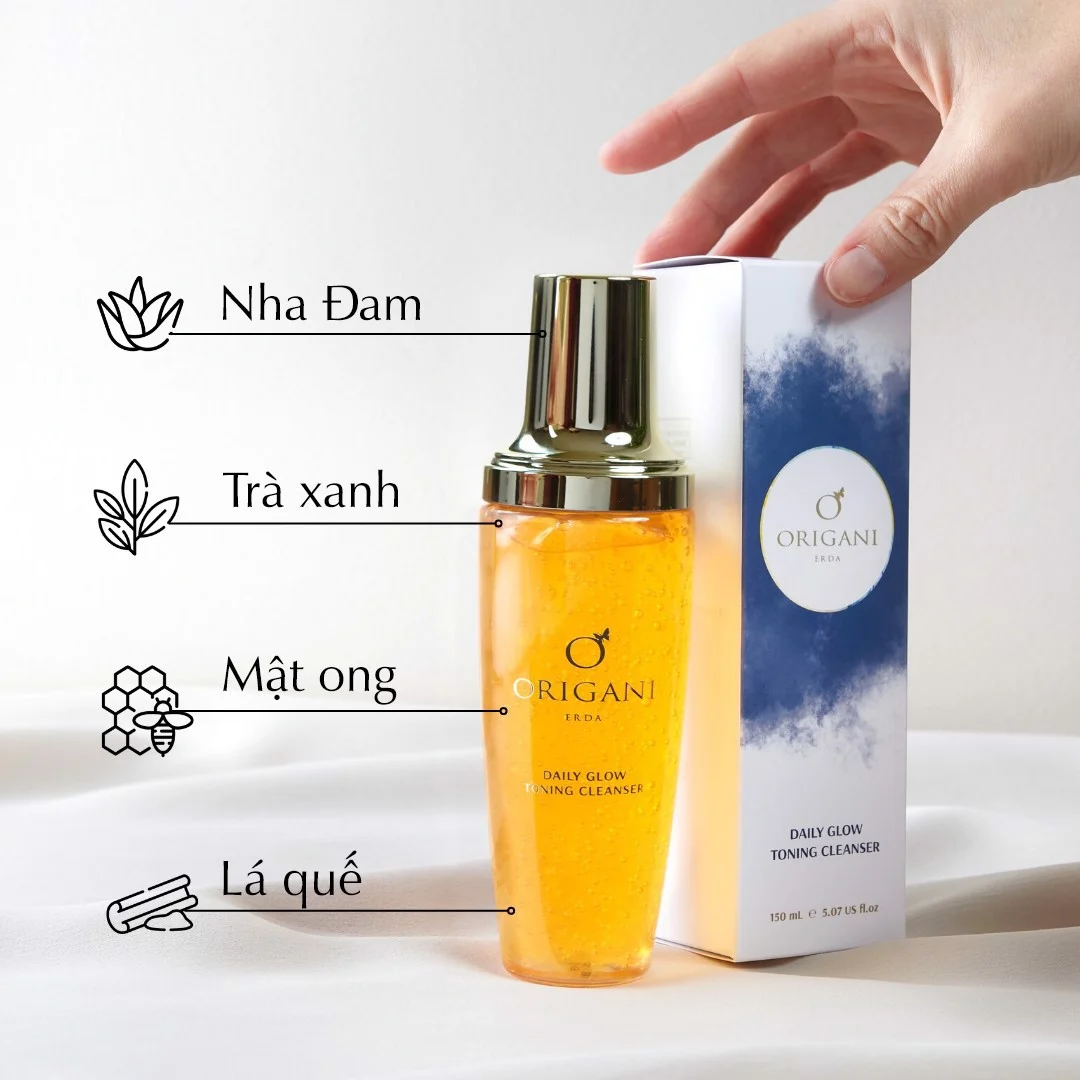 Nha Đam
Trà xanh
Mật ong
Lá quế
ORIGANI
ERDA
DAILY GLOW
TONING CLEANSER
ORIGANI
ERDA
DAILY GLOW
TONING CLEANSER
150 mL ℮ 5.07 US fl.oz